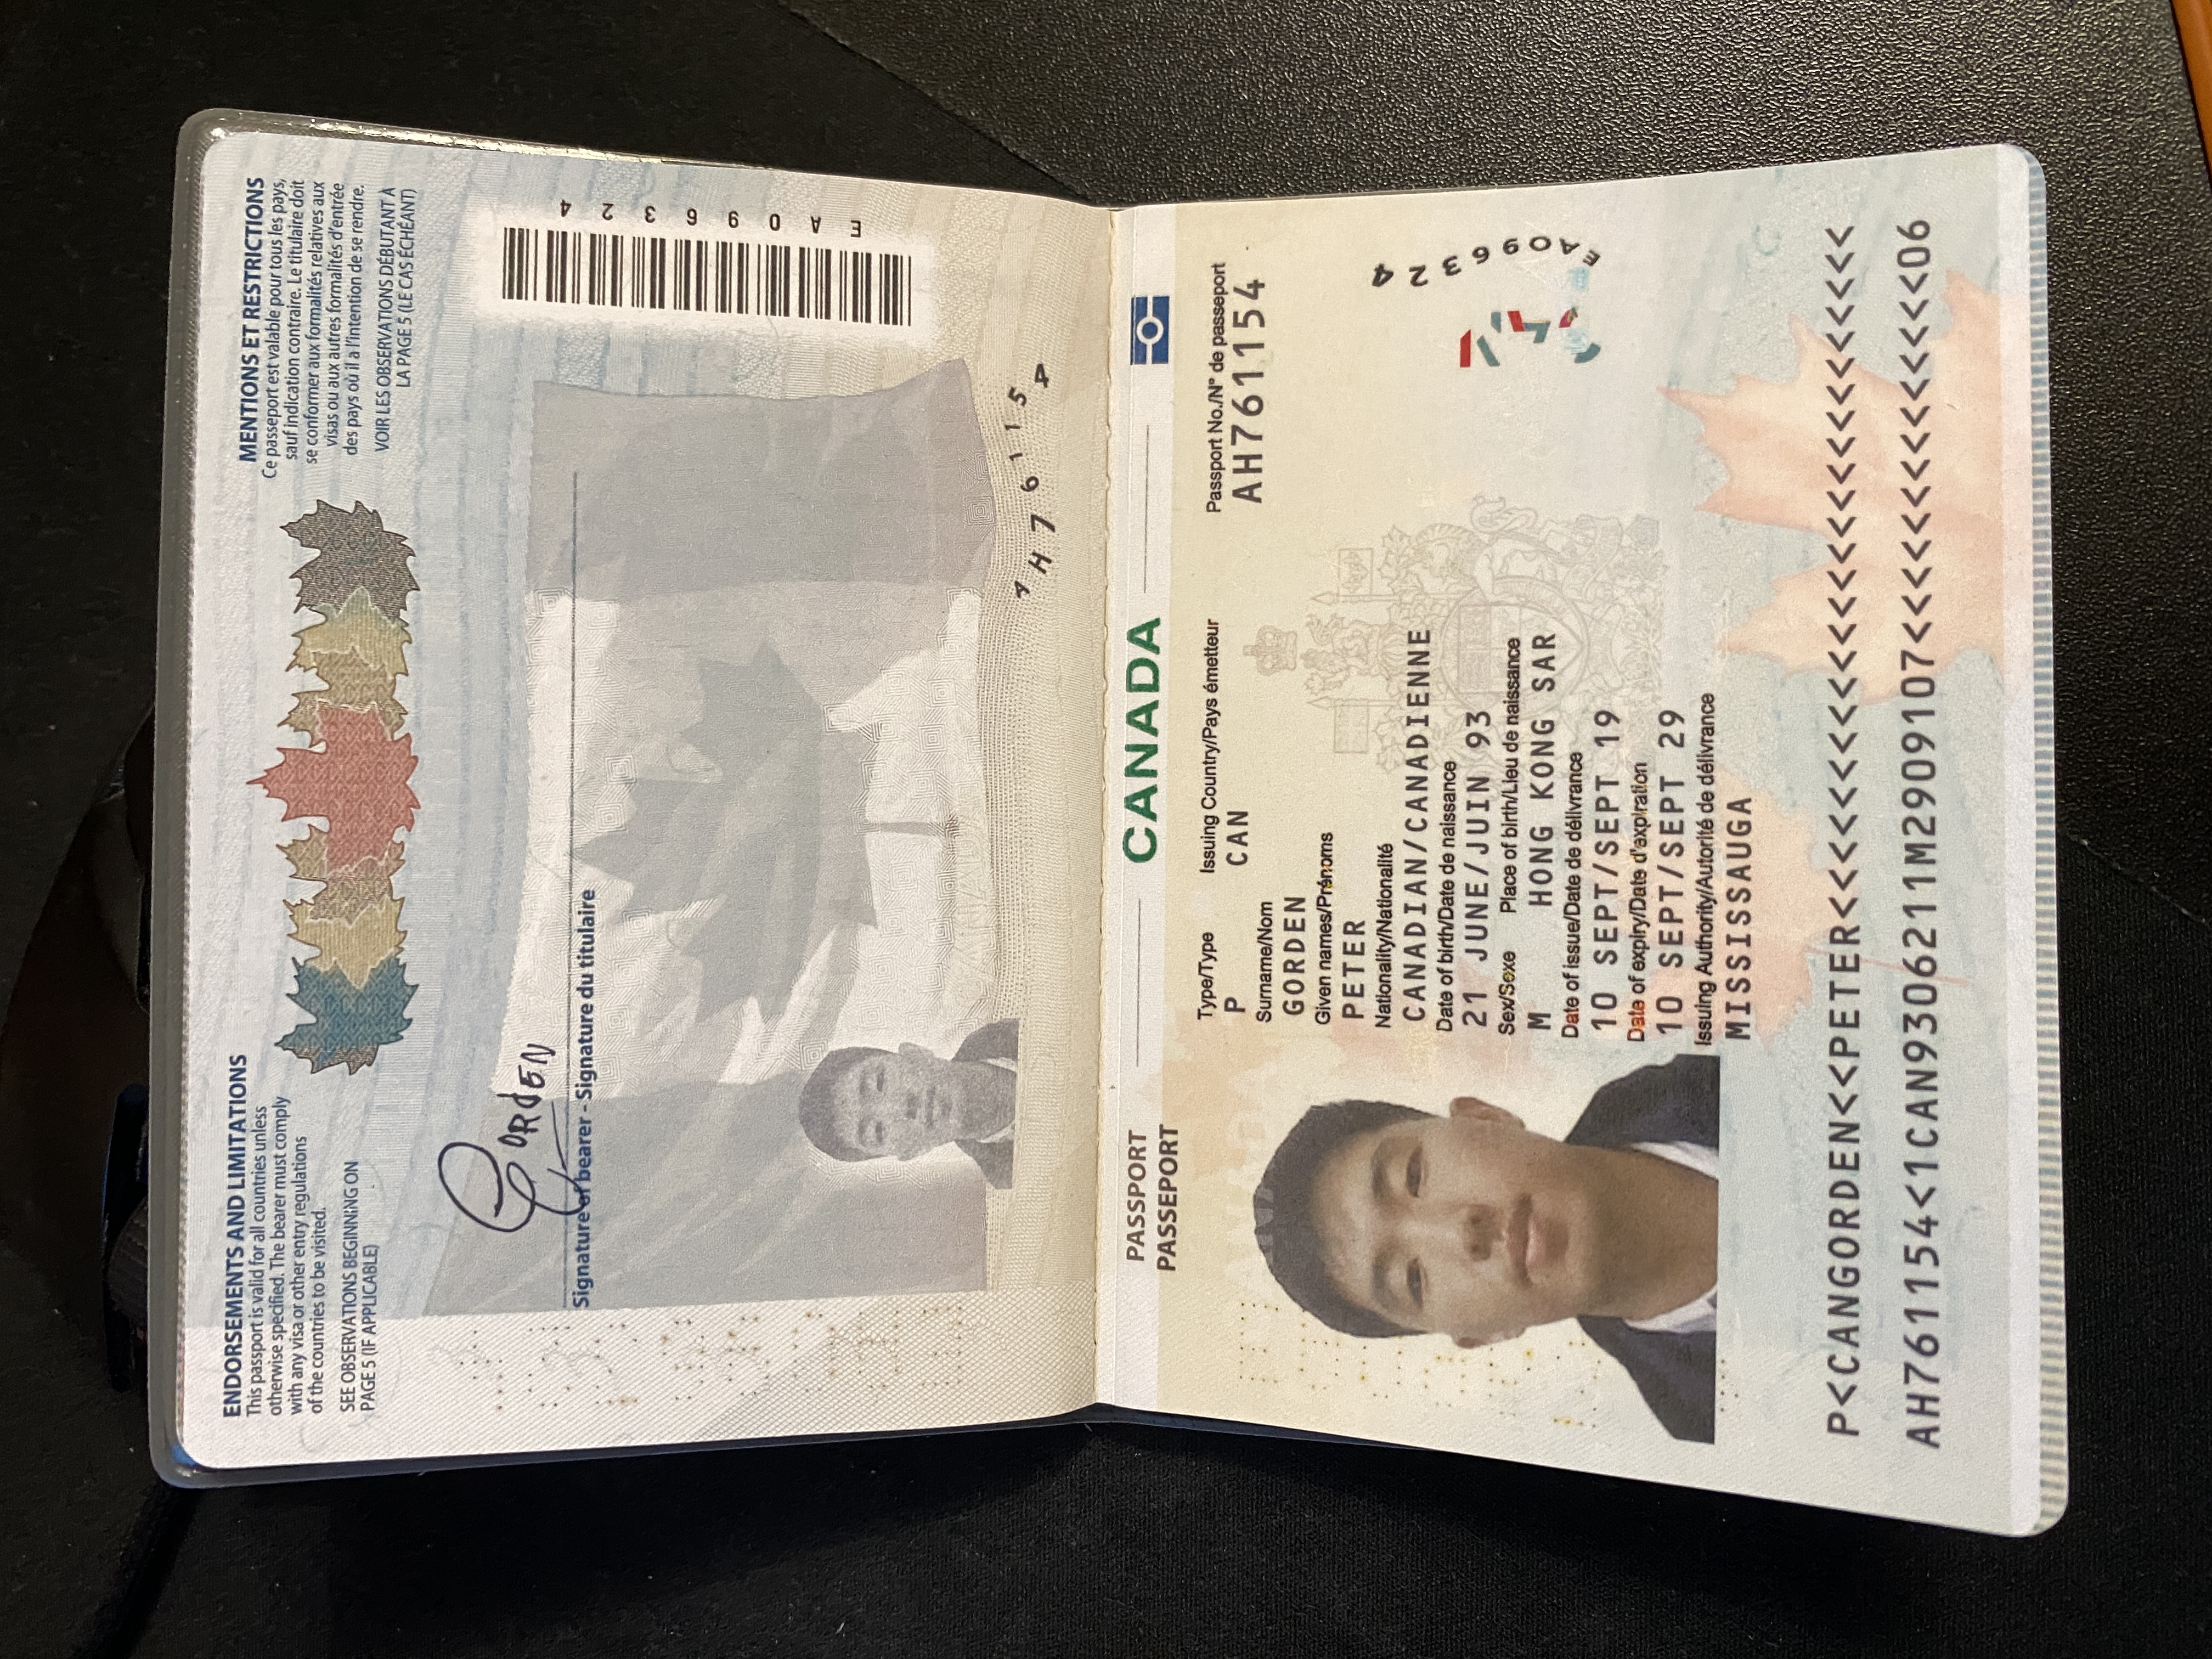 ENDORSEMENTS AND LIMITATIONS
This passport is valid for all countries unless
otherwise specified. The bearer must comply
with any visa or other entry regulations
of the countries to be visited.
SEE OBSERVATIONS BEGINNING ON
PAGE 5 (IF APPLICABLE)
MENTIONS ET RESTRICTIONS
Ce passeport est valable pour tous les pays,
sauf indication contraire. Le titulaire doit
se conformer aux formalités relatives aux
visas ou aux autres formalités d'entrée
des pays où il a l'intention de se rendre.
VOIR LES OBSERVATIONS DÉBUTANT À
LA PAGE 5 (LE CAS ÉCHÉANT)
GORdEN
Signature of bearer - Signature du titulaire
EA096324
CANADA
AH761154
PASSPORT
PASSEPORT
CANADA
CANADA
Type/Type Issuing Country/Pays émetteur Passport No./N° de passeport
P CAN AH761154
Surname/Nom
GORDEN
Given names/Prénoms
PETER
Nationality/Nationalité
CANADIAN/CANADIENNE
Date of birth/Date de naissance
21 JUNE/JUIN 93
Sex/Sexe Place of birth/Lieu de naissance
M HONG KONG SAR
Date of issue/Date de délivrance
10 SEPT/SEPT 19
Date of expiry/Date d'expiration
10 SEPT/SEPT 29
Issuing Authority/Autorité de délivrance
MISSISSAUGA
EA096324
P<CANGORDEN<<PETER<<<<<<<<<<<<<<<<<<<<<<<<<<
AH761154<1CAN9306211M2909107<<<<<<<<<<<<<<06